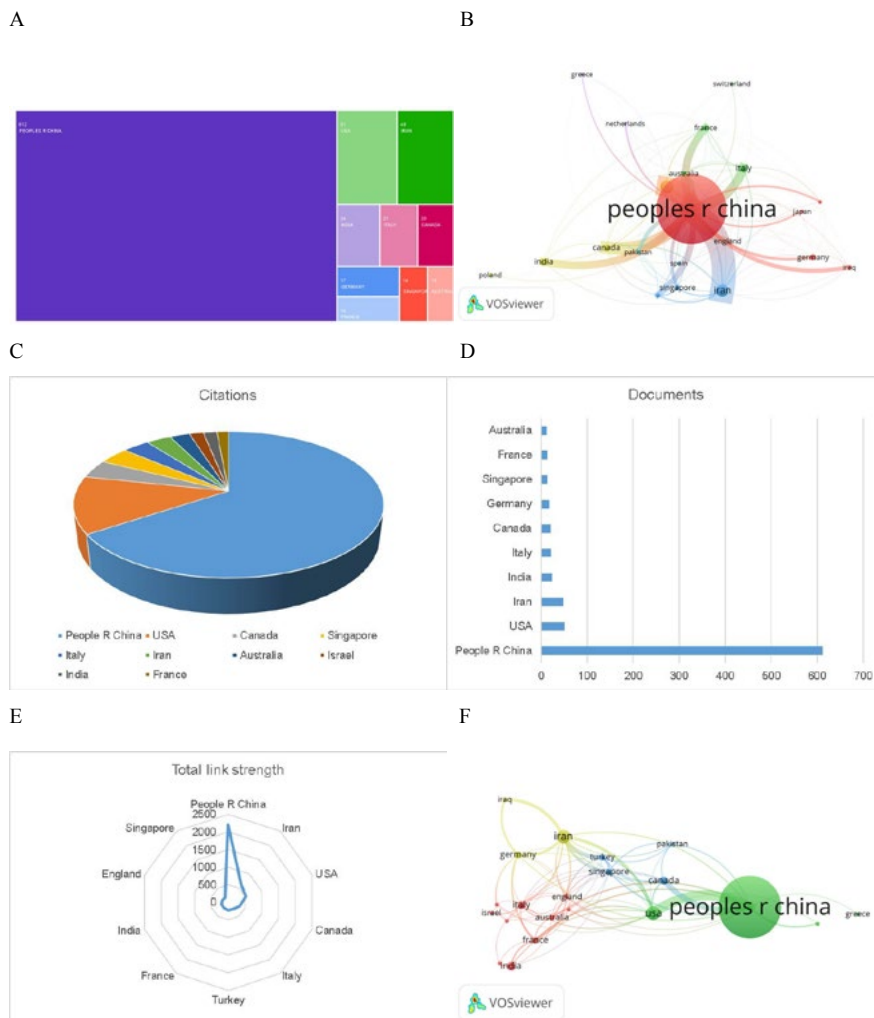 A
B
612
PEOPLES R CHINA
51
USA
48
IRAN
INDIA
ITALY
CANADA
GERMANY
FRANCE
greece
switzerland
netherlands
france
australia
italy
peoples r china
japan
england
canada
pakistan
india
spain
germany
iraq
poland
singapore
iran
VOSviewer
C
D
Citations
People R China
USA
Canada
Singapore
Italy
Iran
Australia
Israel
India
France
Documents
Australia
France
Singapore
Germany
Canada
Italy
India
Iran
USA
People R China
0 100 200 300 400 500 600 700
E
F
Total link strength
People R China
2500
2000
1500
1000
500
0
Iran
USA
Canada
Italy
Turkey
France
India
England
Singapore
iraq
iran
germany
turkey
pakistan
singapore
canada
england
israel
italy
australia
usa
peoples r china
greece
france
india
VOSviewer